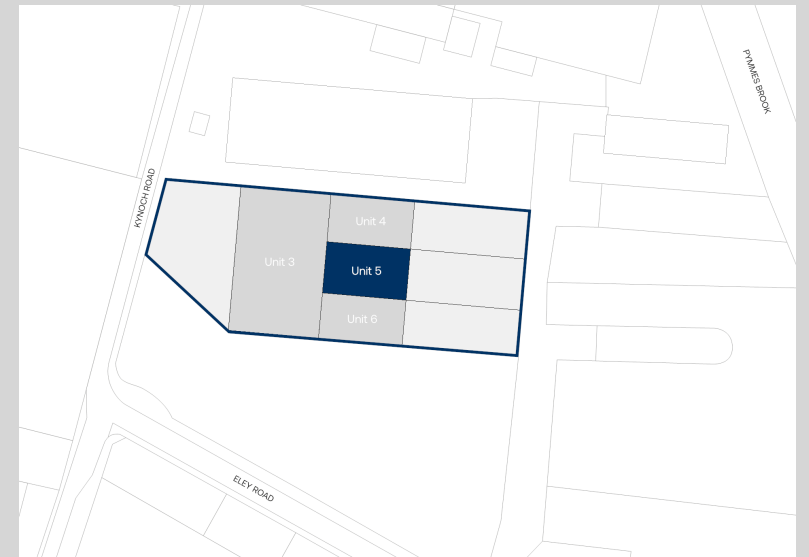 PYMMES BROOK
KYNOCH ROAD
Unit 4
Unit 3
Unit 5
Unit 6
ELEY ROAD